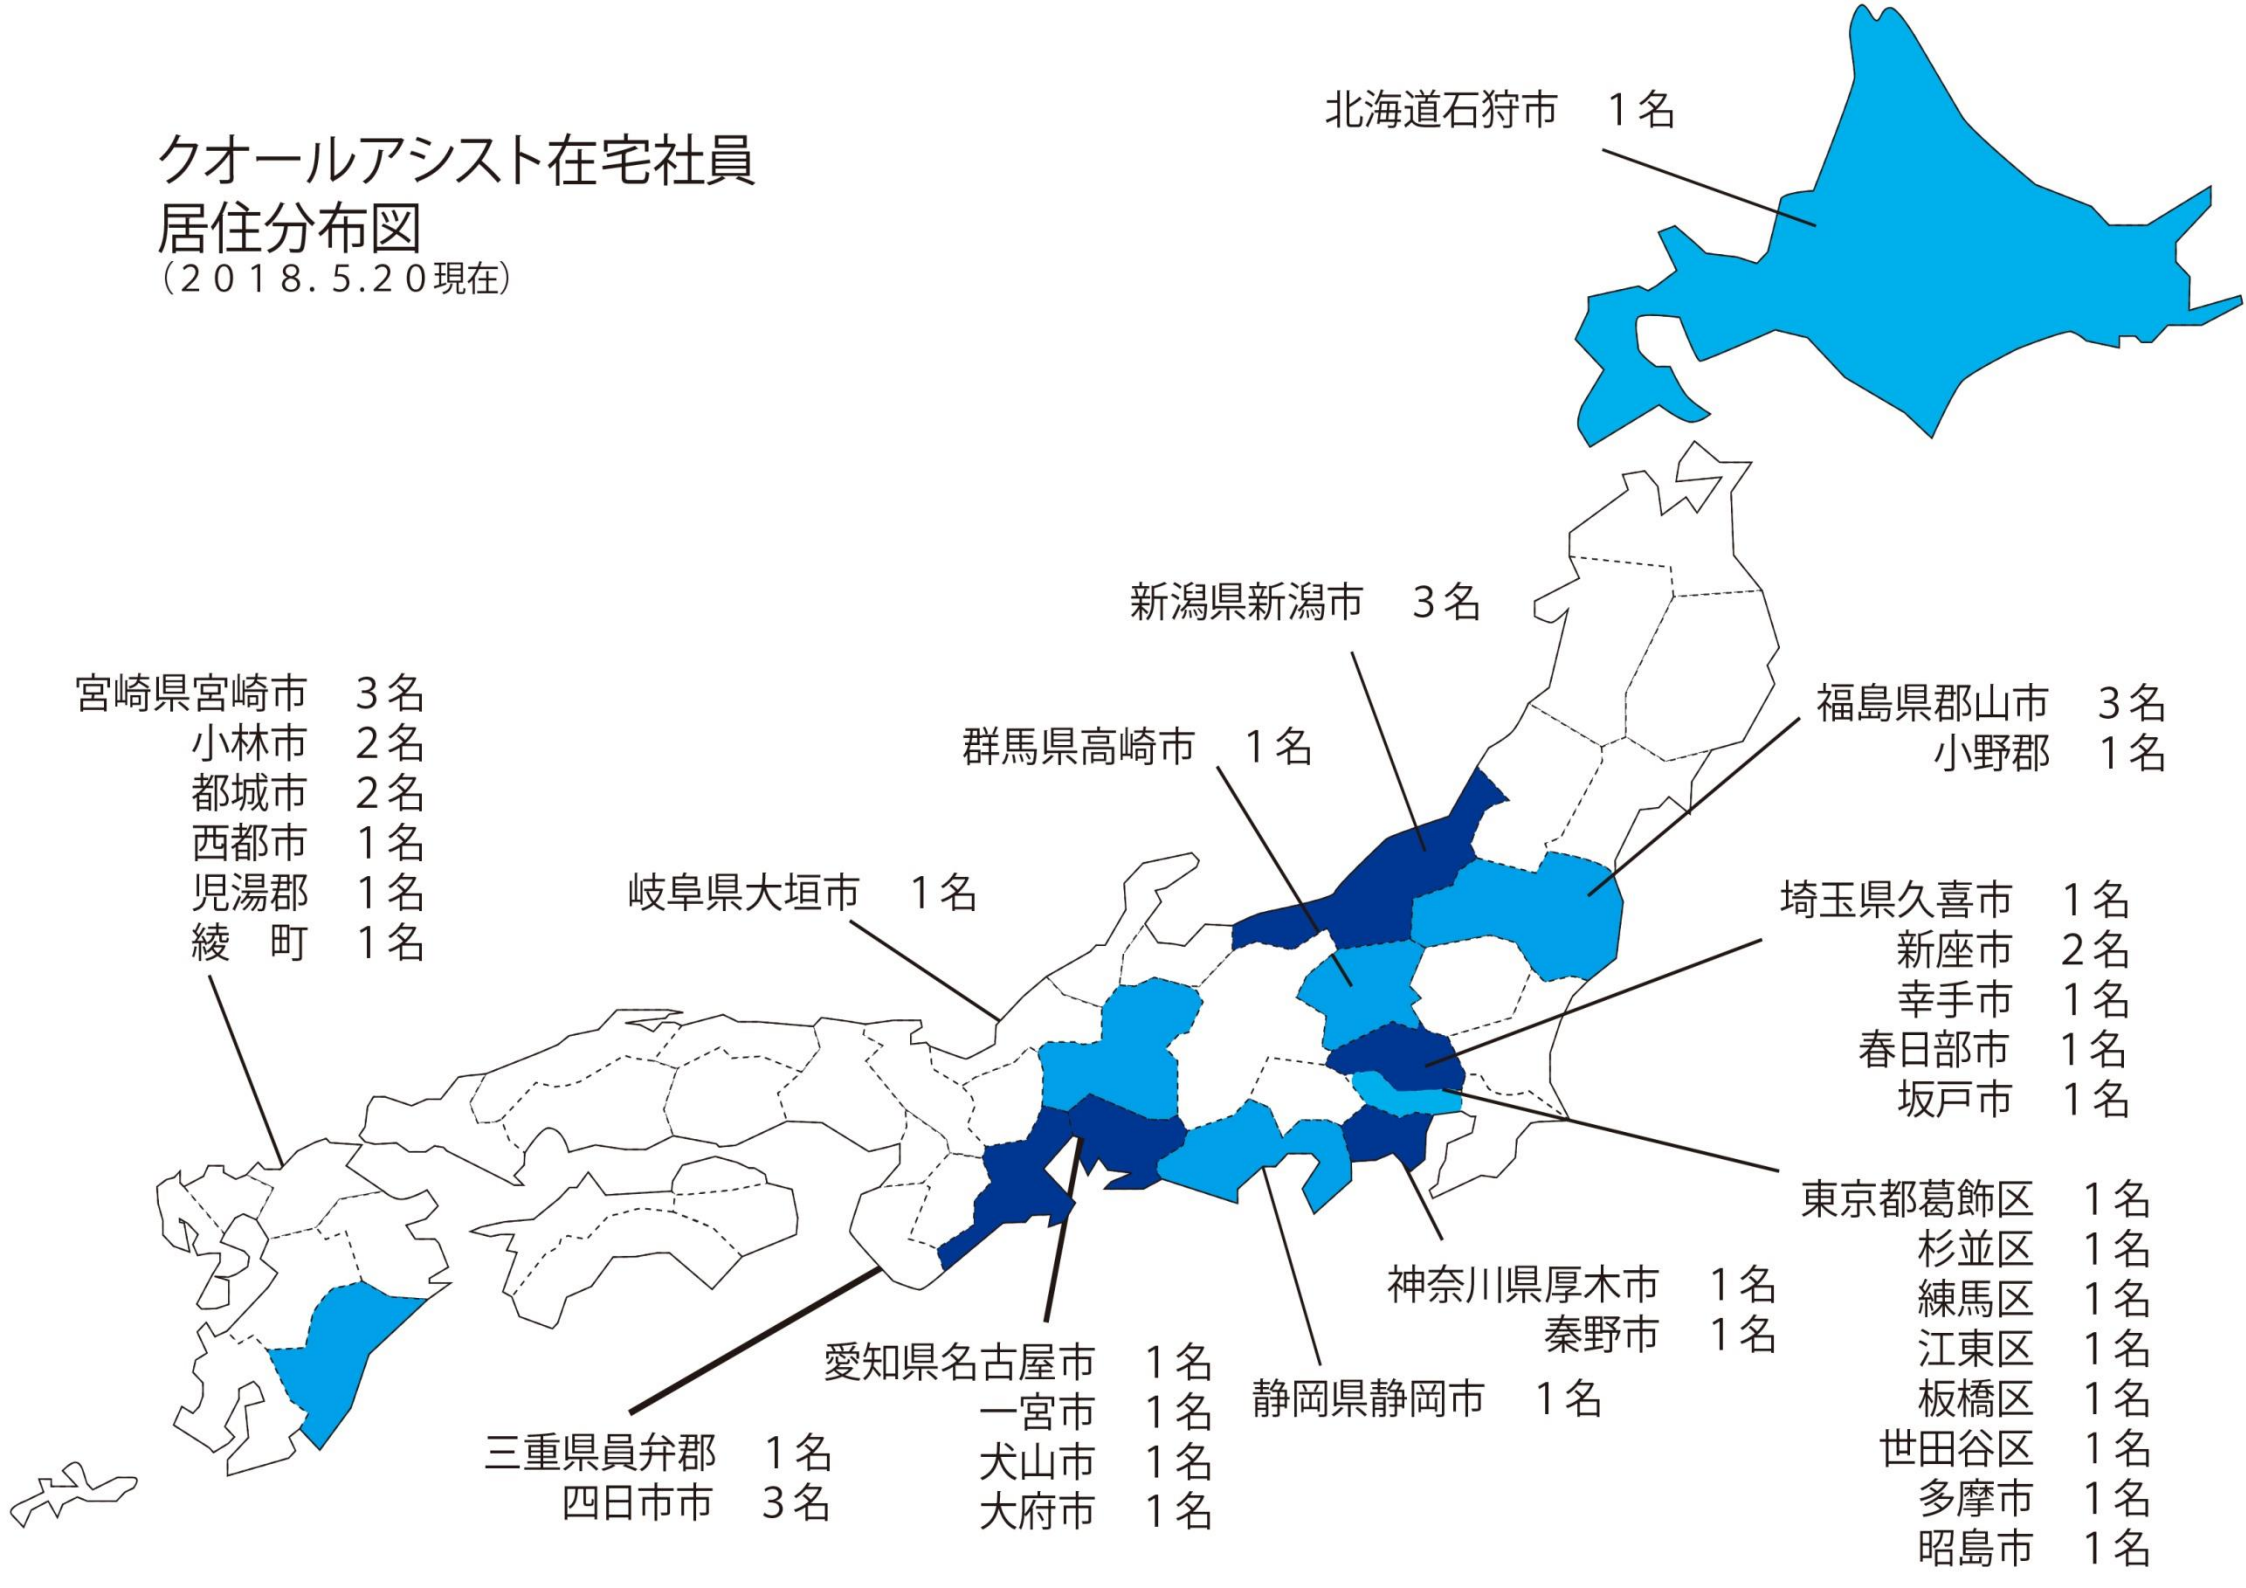 クオールアシスト在宅社員
居住分布図
（２０１８．５．２０現在）
北海道石狩市　１名
新潟県新潟市　３名
群馬県高崎市　１名
福島県郡山市　３名
小野郡　１名
宮崎県宮崎市　３名
小林市　２名
都城市　２名
西都市　１名
児湯郡　１名
綾　町　１名
岐阜県大垣市　１名
埼玉県久喜市　１名
新座市　２名
幸手市　１名
春日部市　１名
坂戸市　１名
東京都葛飾区　１名
杉並区　１名
練馬区　１名
江東区　１名
板橋区　１名
世田谷区　１名
多摩市　１名
昭島市　１名
神奈川県厚木市　１名
秦野市　１名
静岡県静岡市　１名
愛知県名古屋市　１名
一宮市　１名
犬山市　１名
大府市　１名
三重県員弁郡　１名
四日市市　３名